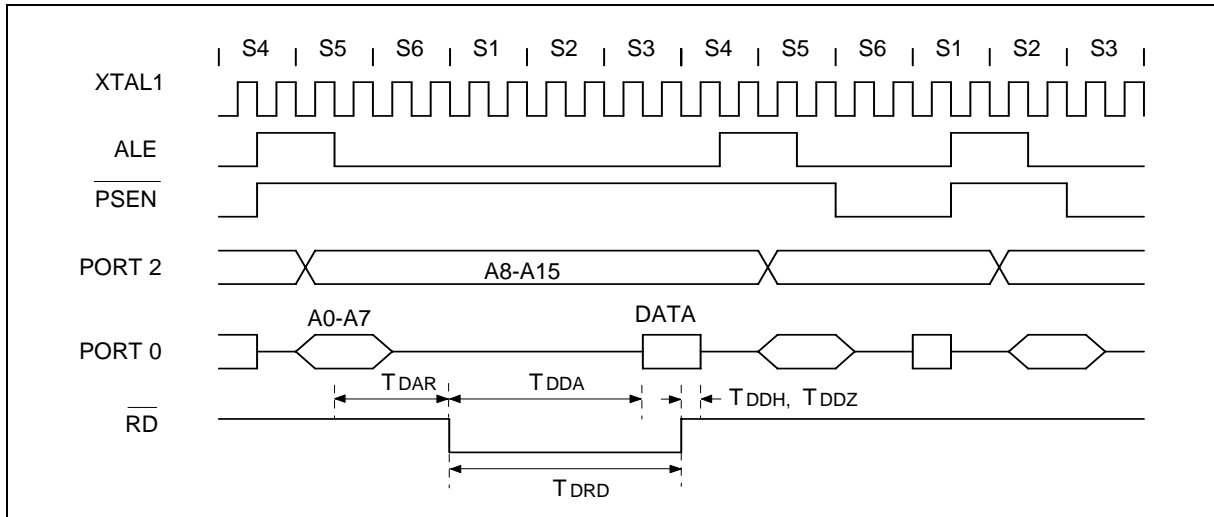 S4 S5 S6 S1 S2 S3 S4 S5 S6 S1 S2 S3
XTAL1
ALE
PSEN
PORT 2
A8-A15
A0-A7
DATA
PORT 0
TDAR
TDDA
TDDH, TDDZ
RD
TDRD